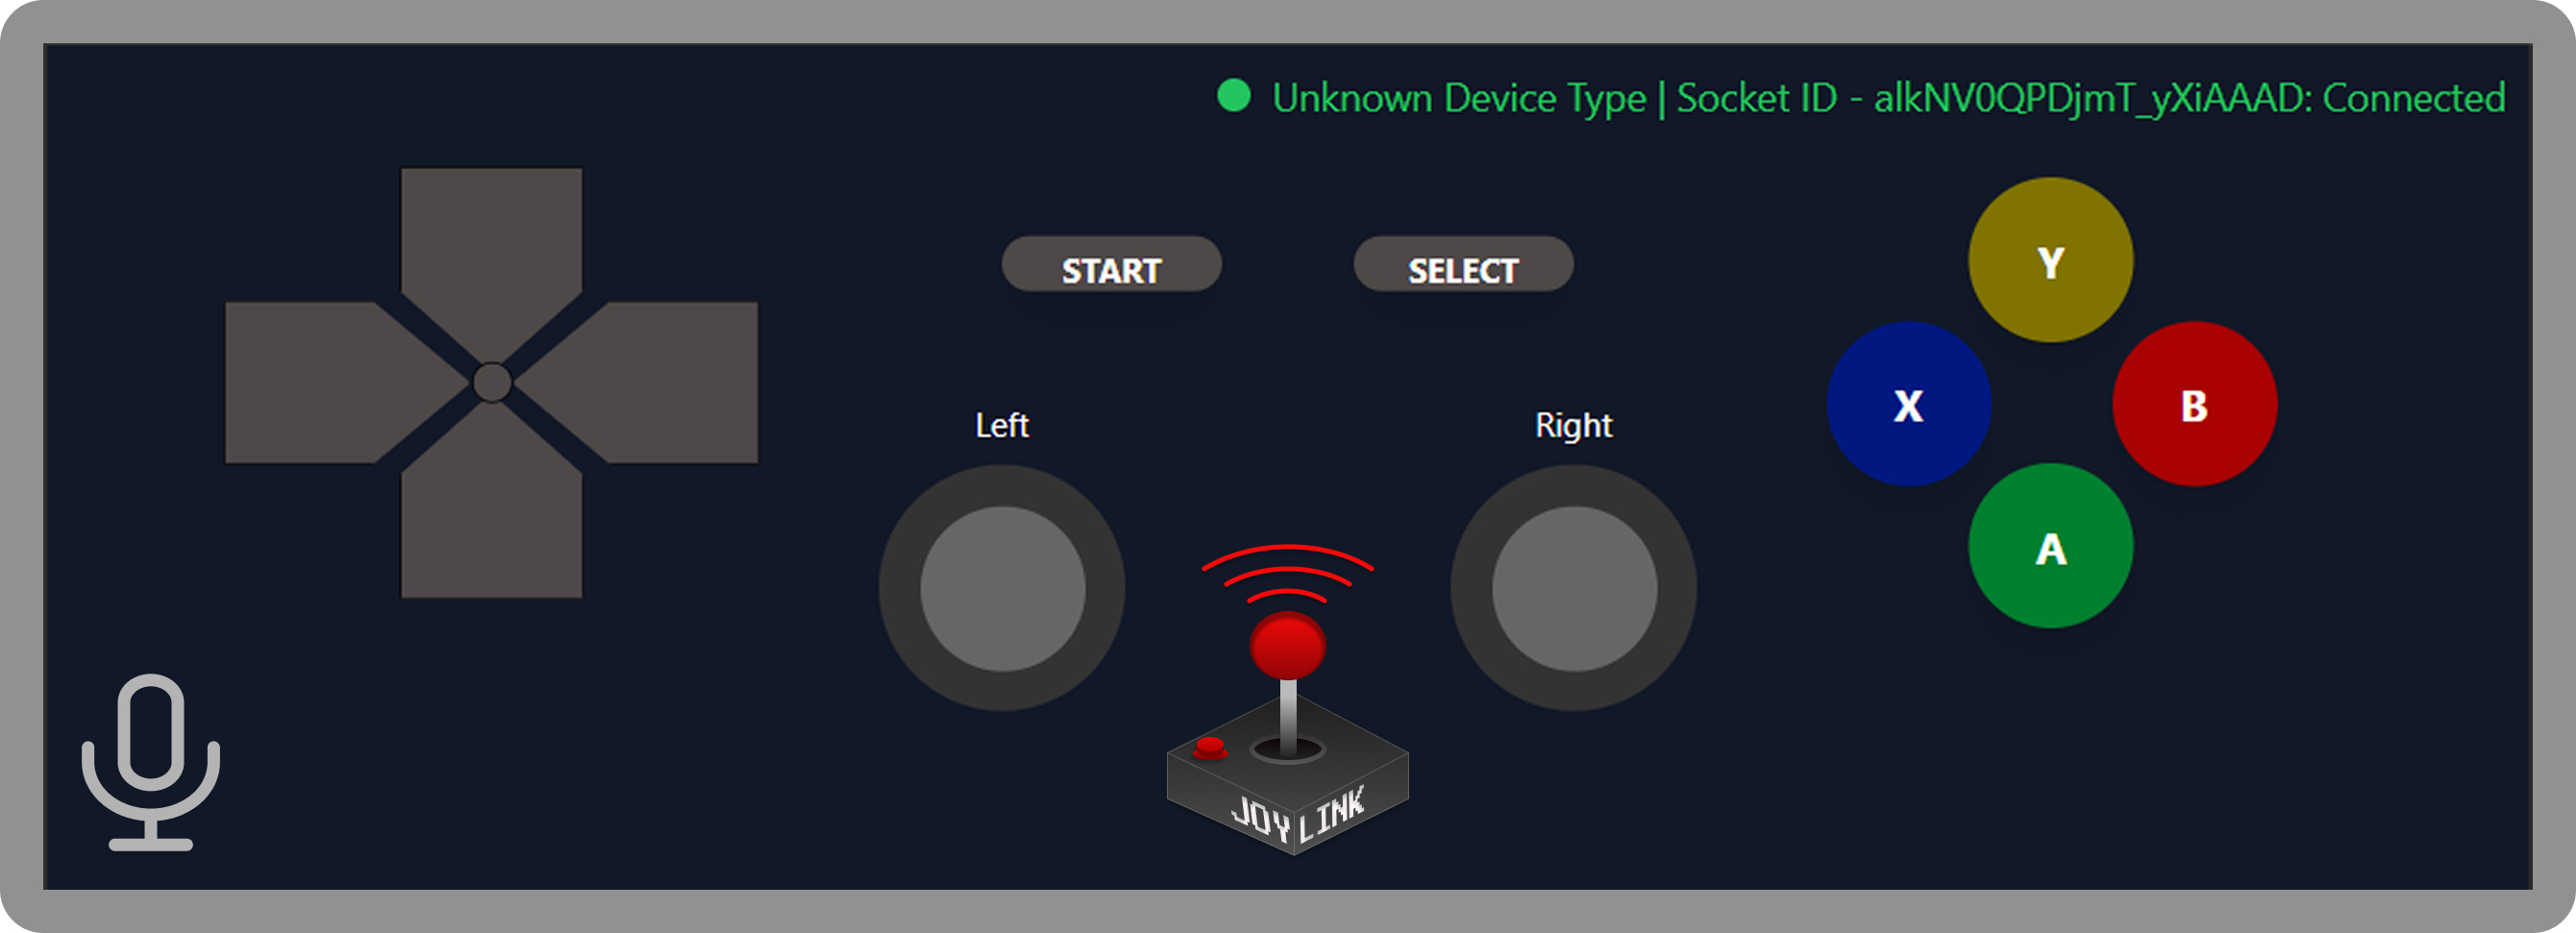 Unknown Device Type | Socket ID - alkNV0QPDjmT_yXiAAAD: Connected
START
SELECT
Y
X
B
A
Left
Right
JOY LINK